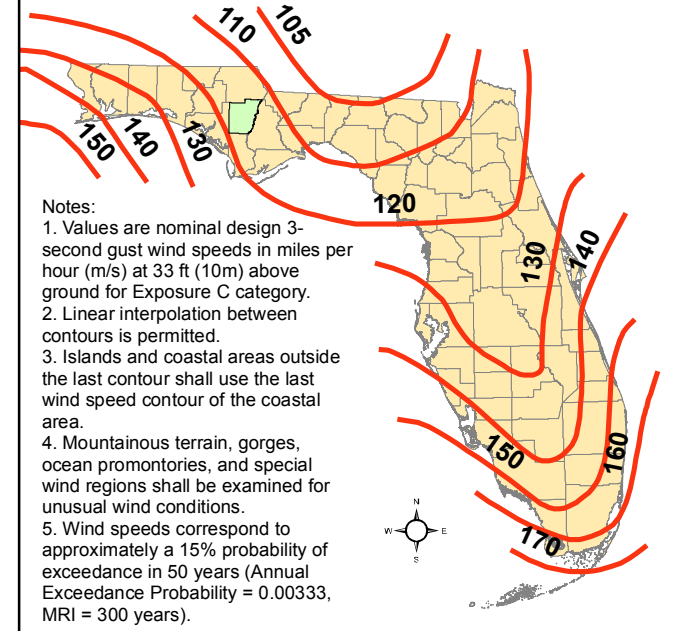 110
105
150
140
130
120
130
140
150
160
170
N
W
E
S
Notes:
1. Values are nominal design 3-
second gust wind speeds in miles per
hour (m/s) at 33 ft (10m) above
ground for Exposure C category.
2. Linear interpolation between
contours is permitted.
3. Islands and coastal areas outside
the last contour shall use the last
wind speed contour of the coastal
area.
4. Mountainous terrain, gorges,
ocean promontories, and special
wind regions shall be examined for
unusual wind conditions.
5. Wind speeds correspond to
approximately a 15% probability of
exceedance in 50 years (Annual
Exceedance Probability = 0.00333,
MRI = 300 years).